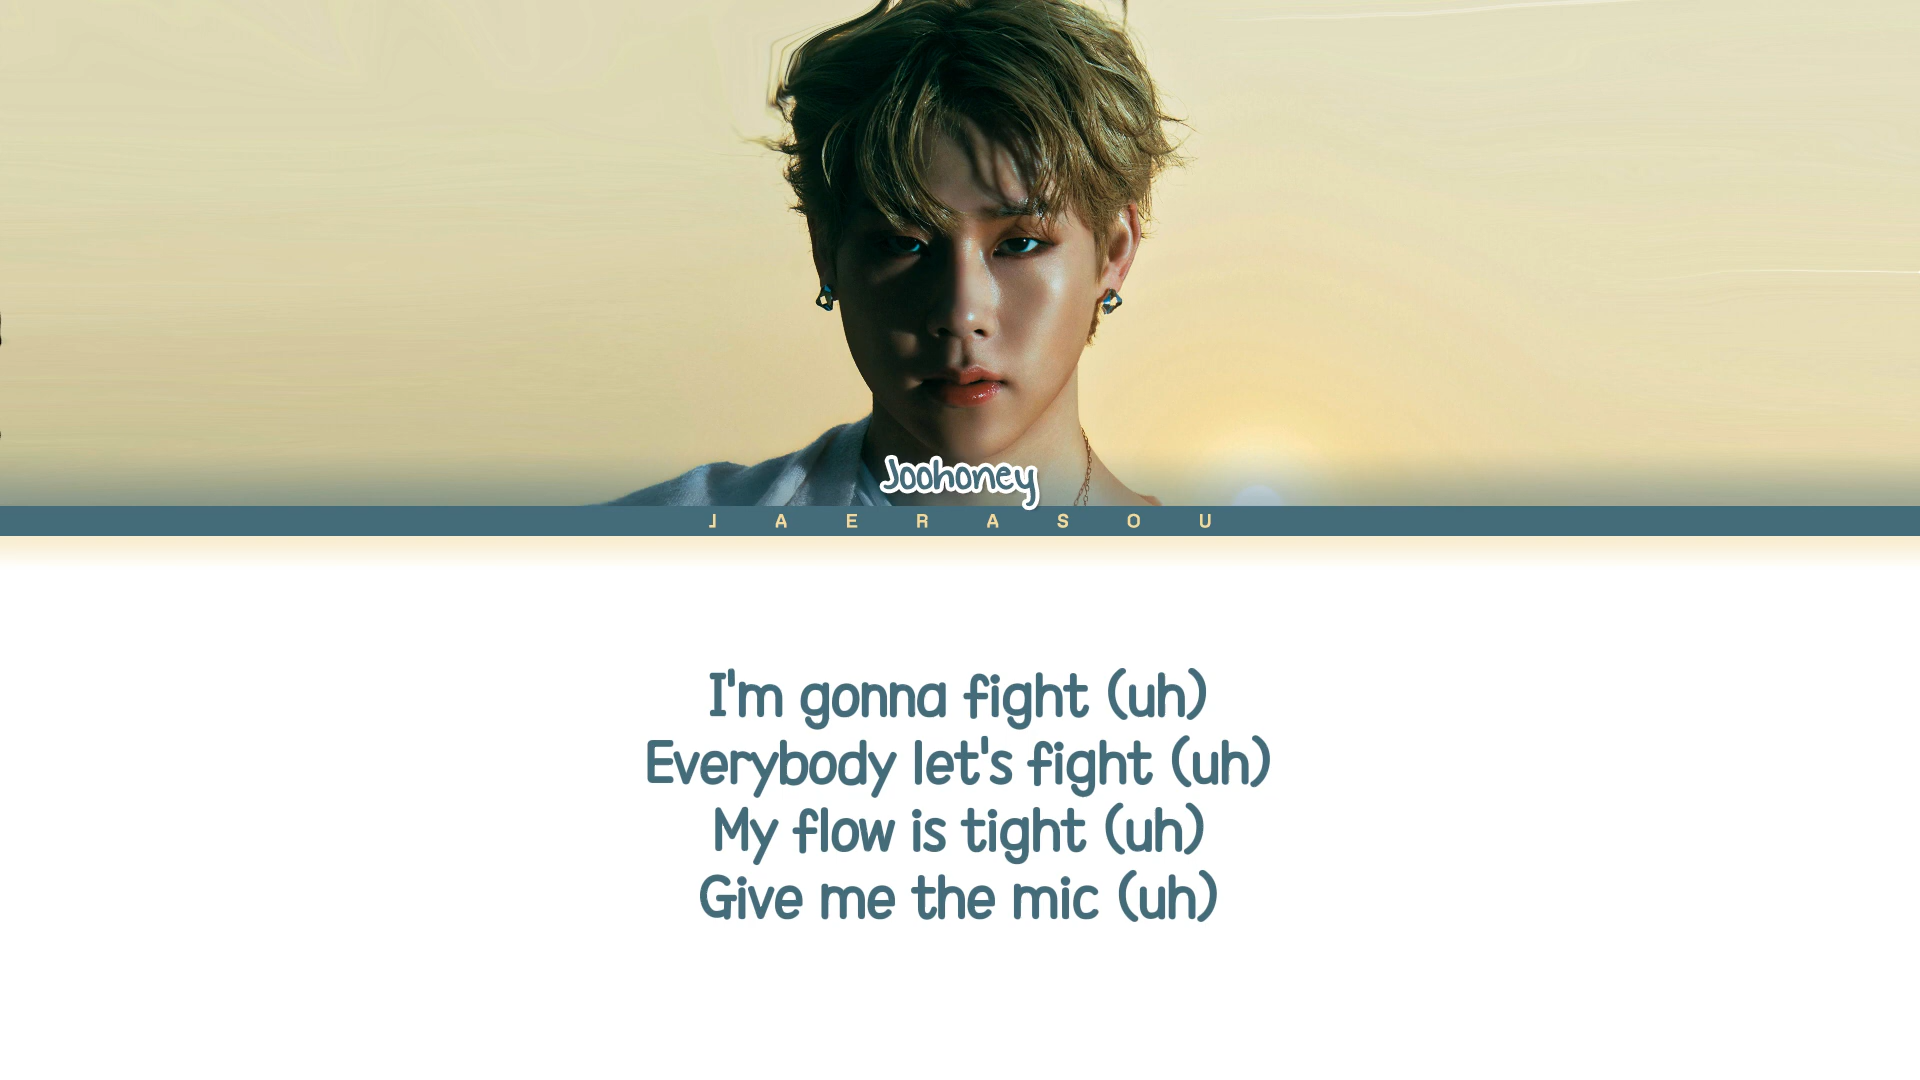 Joohoney
J A E R A S O U
I'm gonna fight (uh)
Everybody let's fight (uh)
My flow is tight (uh)
Give me the mic (uh)